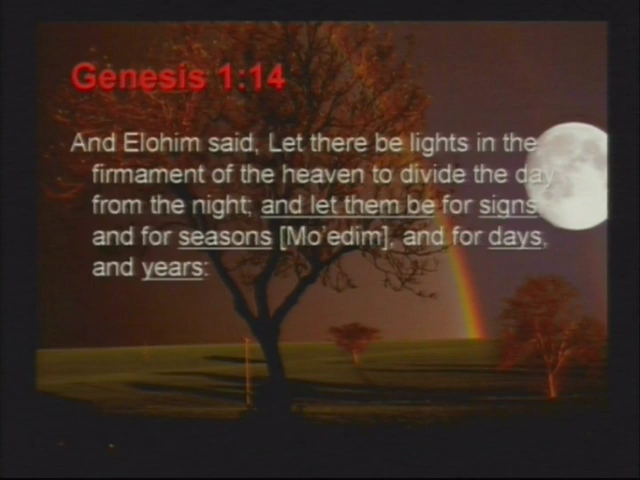 Genesis 1:14
And Elohim said, Let there be lights in the
firmament of the heaven to divide the day
from the night; and let them be for signs,
and for seasons [Mo'edim], and for days,
and years: